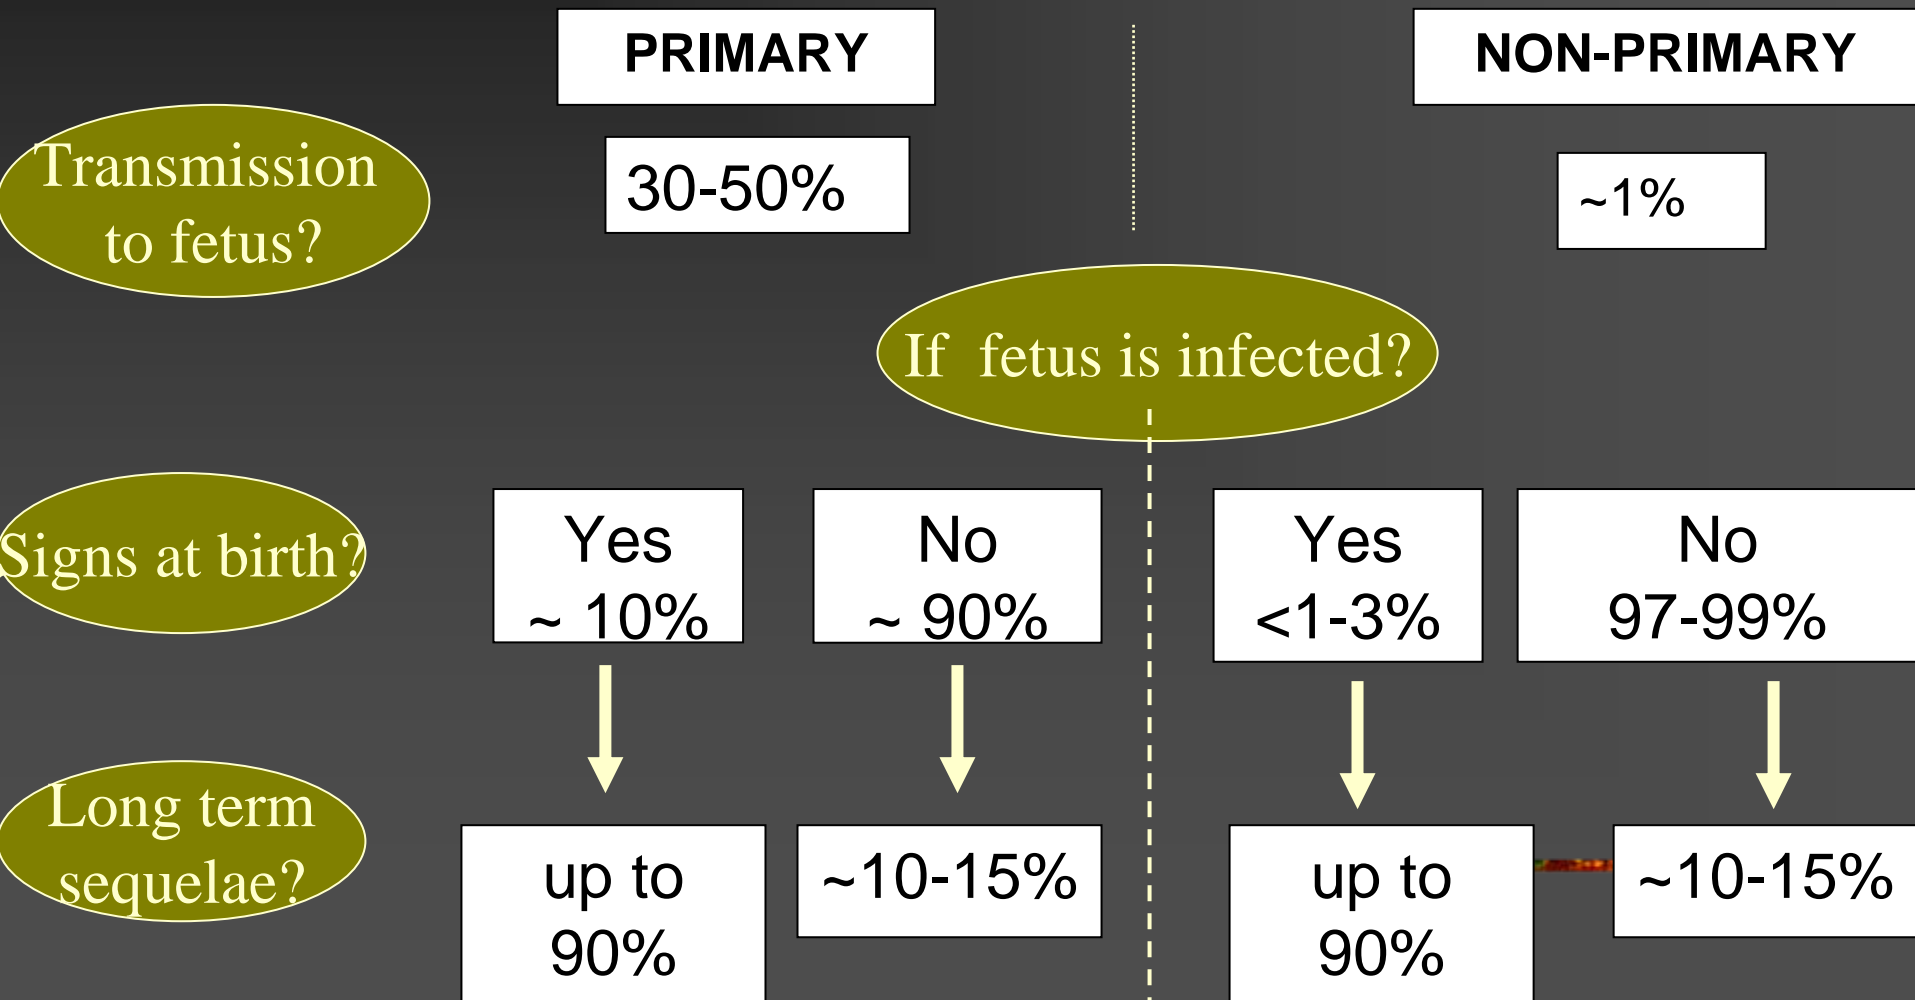 PRIMARY
NON-PRIMARY
Transmission
to fetus?
30-50%
~1%
If fetus is infected?
Signs at birth?
Yes
~ 10%
No
~ 90%
Yes
<1-3%
No
97-99%
Long term
sequelae?
up to
90%
~10-15%
up to
90%
~10-15%